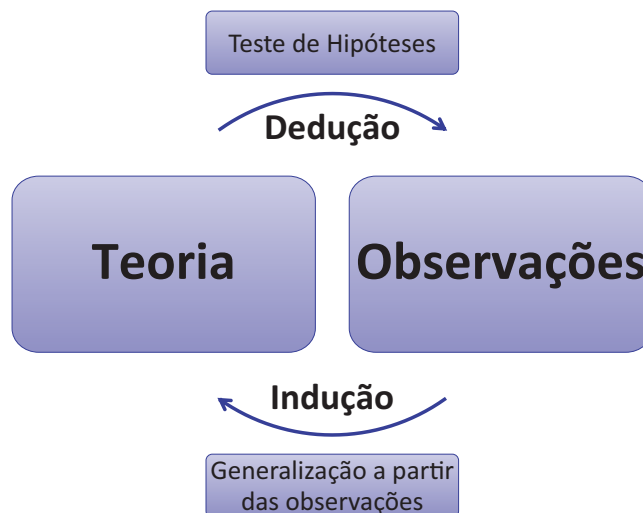 Teste de Hipóteses
Dedução
Teoria
Observações
Indução
Generalização a partir
das observações